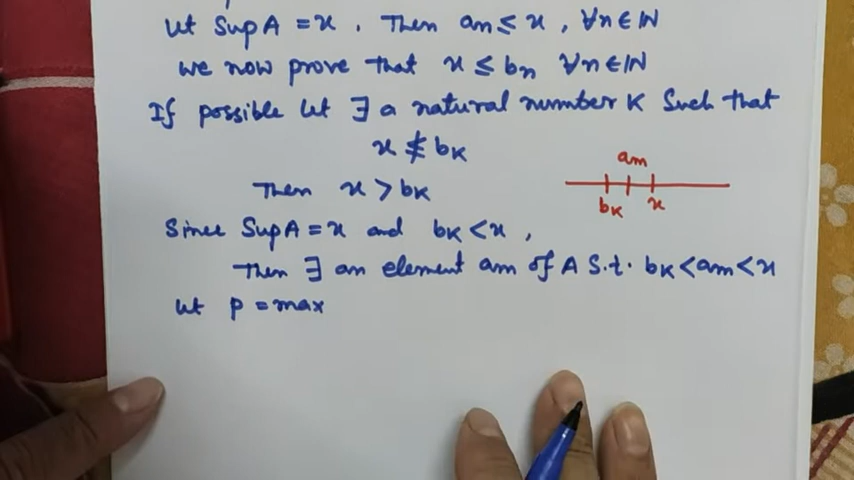 Let Sup A = x . Then an ≤ x , ∀n∈ℕ
we now prove that x ≤ bn ∀n∈ℕ
If possible let ∃ a natural number K Such that
x ≰ bK
Then x > bK
am
bK x
Since Sup A = x and bK < x ,
Then ∃ an element am of A S.t. bK < am < x
Let P = max